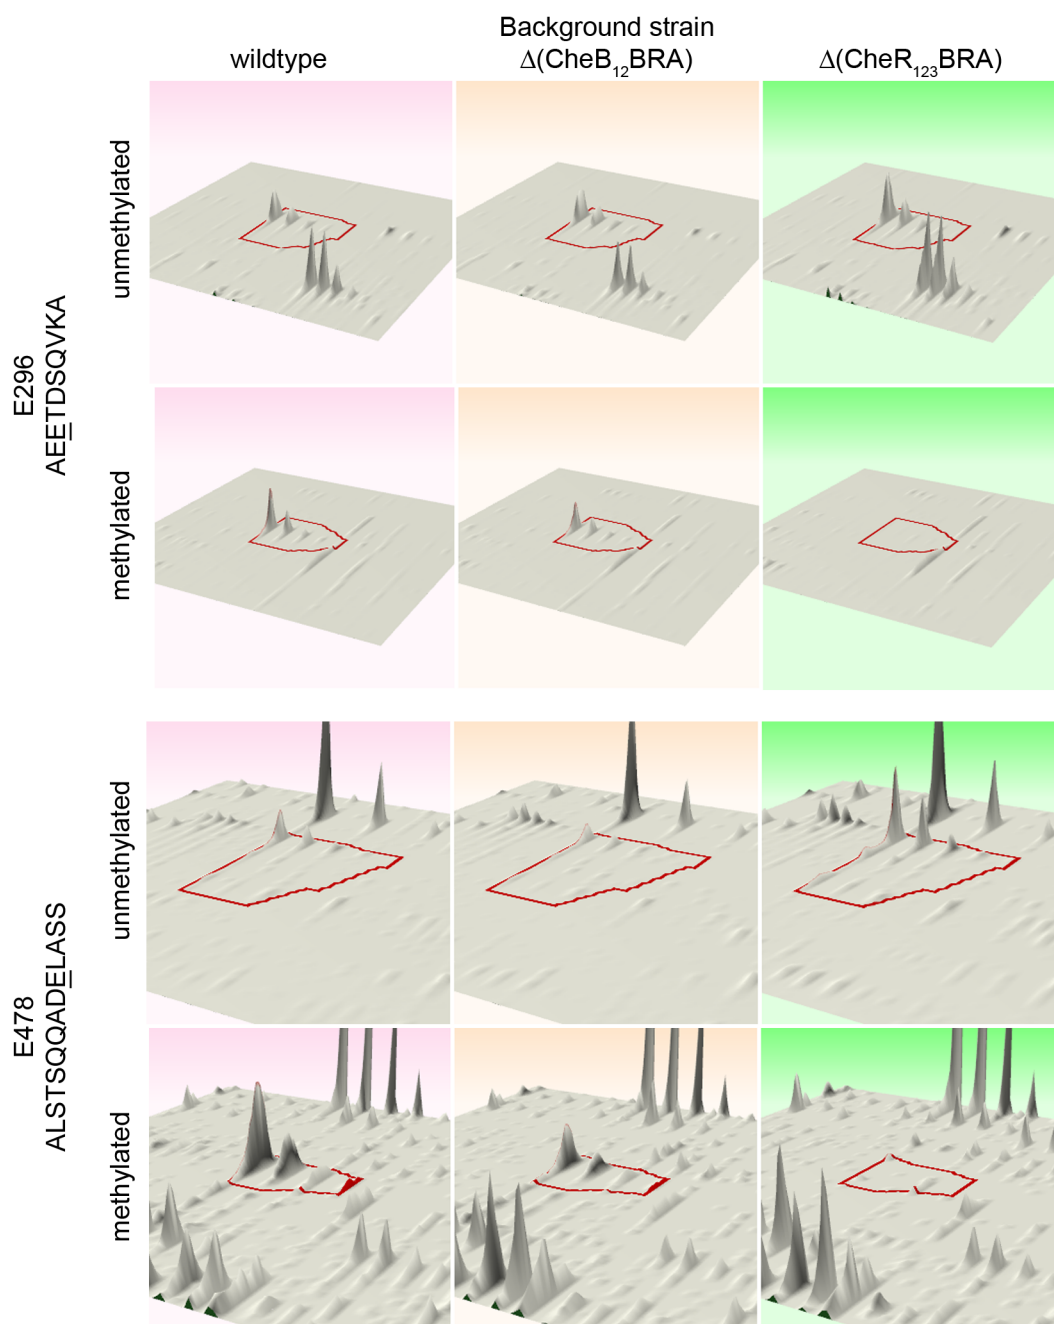 Background strain
wildtype
Δ(CheB12BRA)
Δ(CheR123BRA)
E296
AEETDSQVKA
unmethylated
methylated
E478
ALSTSQQADELASS
unmethylated
methylated